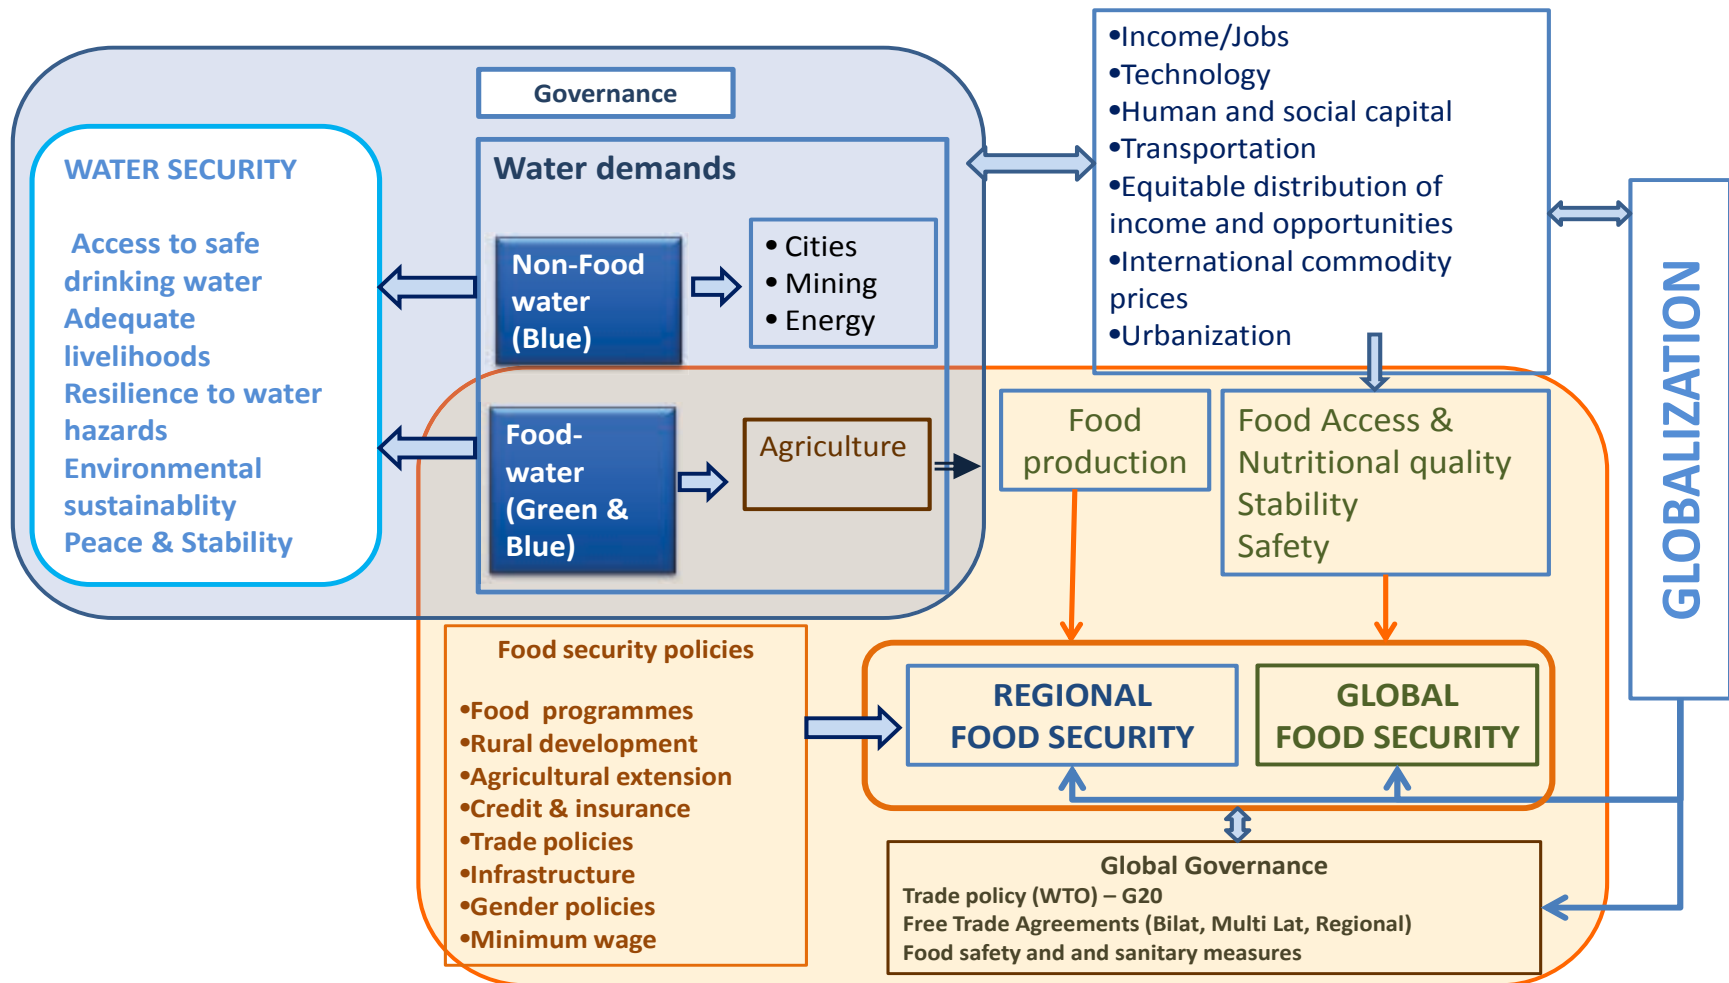 Governance
WATER SECURITY
Access to safe
drinking water
Adequate
livelihoods
Resilience to water
hazards
Environmental
sustainablity
Peace & Stability
Water demands
Non-Food
water
(Blue)
• Cities
• Mining
• Energy
Food-
water
(Green &
Blue)
Agriculture
•Income/Jobs
•Technology
•Human and social capital
•Transportation
•Equitable distribution of
income and opportunities
•International commodity
prices
•Urbanization
GLOBALIZATION
Food
production
Food Access &
Nutritional quality
Stability
Safety
Food security policies
•Food programmes
•Rural development
•Agricultural extension
•Credit & insurance
•Trade policies
•Infrastructure
•Gender policies
•Minimum wage
REGIONAL
FOOD SECURITY
GLOBAL
FOOD SECURITY
Global Governance
Trade policy (WTO) – G20
Free Trade Agreements (Bilat, Multi Lat, Regional)
Food safety and and sanitary measures